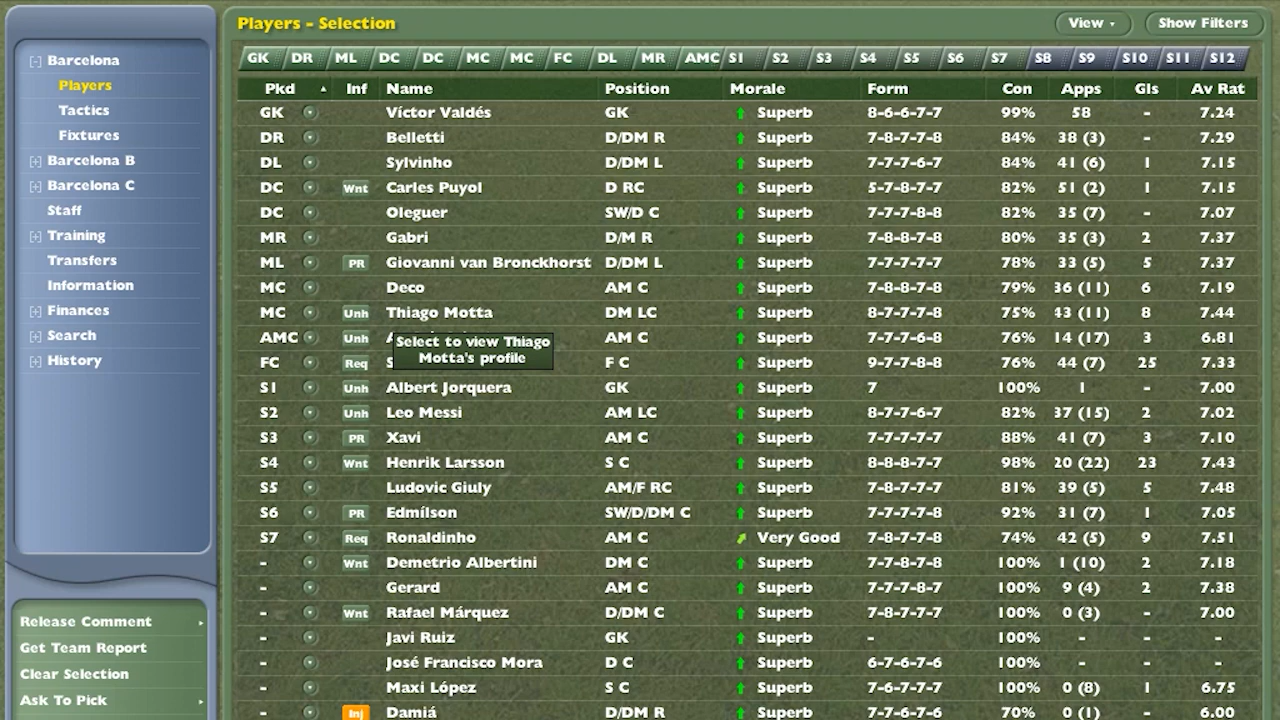 Players - Selection View Show Filters
GK DR ML DC DC MC MC FC DL MR AMC S1 S2 S3 S4 S5 S6 S7 S8 S9 S10 S11 S12
Pkd Inf Name Position Morale Form Con Apps Gls Av Rat
GK Víctor Valdés GK Superb 8-6-6-7-7 99% 58 - 7.24
DR Belletti D/DM R Superb 7-8-7-7-8 84% 38 (3) - 7.29
DL Sylvinho D/DM L Superb 7-7-7-6-7 84% 41 (6) 1 7.15
DC Wnt Carles Puyol D RC Superb 5-7-8-7-7 82% 51 (2) 1 7.15
DC Oleguer SW/D C Superb 7-7-7-8-8 82% 35 (7) - 7.07
MR Gabri D/M R Superb 7-8-8-7-8 80% 35 (3) 2 7.37
ML PR Giovanni van Bronckhorst D/DM L Superb 7-7-7-7-7 78% 33 (5) 5 7.37
MC Deco AM C Superb 7-8-8-7-8 79% 36 (11) 6 7.19
MC Unh Thiago Motta DM LC Superb 8-7-7-8-8 75% 43 (11) 8 7.44
AMC Unh AM C Superb 7-7-7-6-8 76% 14 (17) 3 6.81
Select to view Thiago
Motta's profile
FC Req F C Superb 9-7-7-8-8 76% 44 (7) 25 7.33
S1 Unh Albert Jorquera GK Superb 7 100% 1 - 7.00
S2 Unh Leo Messi AM LC Superb 8-7-7-6-7 82% 37 (15) 2 7.02
S3 PR Xavi AM C Superb 7-7-7-7-7 88% 41 (7) 3 7.10
S4 Wnt Henrik Larsson S C Superb 8-8-8-7-7 98% 20 (22) 23 7.43
S5 Ludovic Giuly AM/F RC Superb 7-8-7-7-7 81% 39 (5) 5 7.48
S6 PR Edmílson SW/D/DM C Superb 7-7-7-7-8 92% 31 (7) 1 7.05
S7 Req Ronaldinho AM C Very Good 7-8-7-7-8 74% 42 (5) 9 7.51
- Wnt Demetrio Albertini DM C Superb 7-7-7-8-7 100% 1 (10) 2 7.18
- Gerard AM C Superb 7-7-8-7-7 100% 9 (4) 2 7.38
- Wnt Rafael Márquez D/DM C Superb 7-8-7-7-7 100% 0 (3) - 7.00
- Javi Ruiz GK Superb - 100% - - -
- José Francisco Mora D C Superb 6-7-6-7-6 100% - - -
- Maxi López S C Superb 7-6-7-7-7 100% 0 (8) 1 6.75
- Inj Damiá D/DM R Superb 7-7-7-6-6 70% 0 (1) - 6.00
Barcelona
Players
Tactics
Fixtures
Barcelona B
Barcelona C
Staff
Training
Transfers
Information
Finances
Search
History
Release Comment
Get Team Report
Clear Selection
Ask To Pick